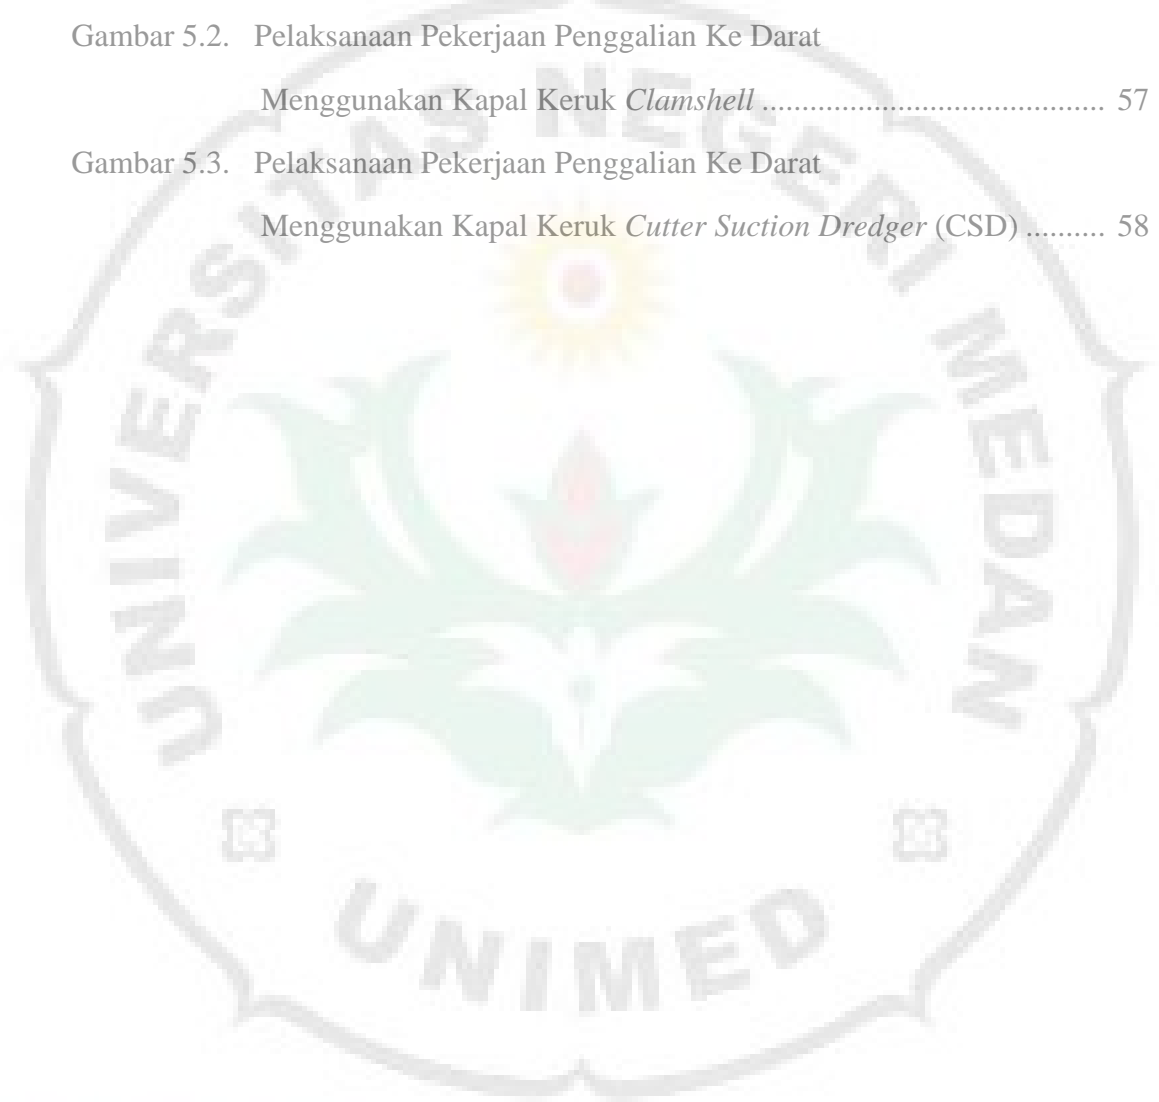 Gambar 5.2. Pelaksanaan Pekerjaan Penggalian Ke Darat
Menggunakan Kapal Keruk Clamshell ........................................... 57
Gambar 5.3. Pelaksanaan Pekerjaan Penggalian Ke Darat
Menggunakan Kapal Keruk Cutter Suction Dredger (CSD) .......... 58
UNIVERSITAS NEGERI MEDAN
UNIMED